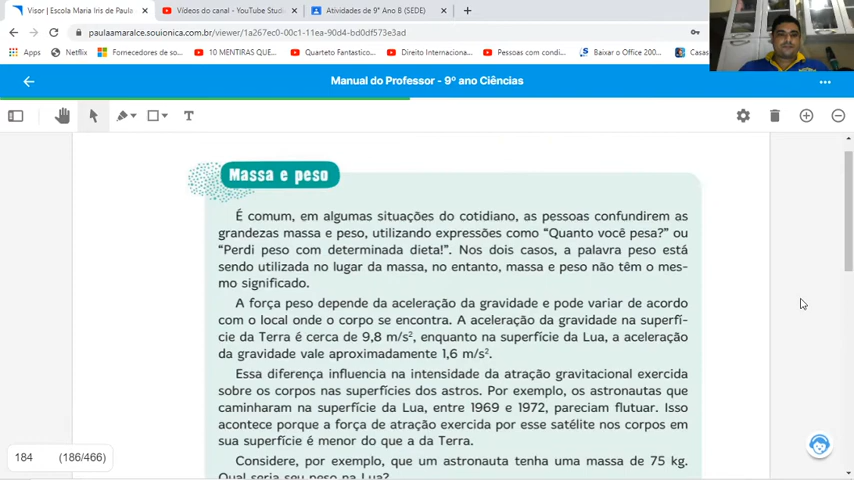 Visor | Escola Maria Iris de Paula
Vídeos do canal - YouTube Studi
Atividades de 9° Ano B (SEDE)
paulaamaralce.souionica.com.br/viewer/1a267ec0-00c1-11ea-90d4-bd0df573e3ad
Apps
Netflix
Fornecedores de so...
10 MENTIRAS QUE...
Quarteto Fantastico...
Direito Internacional...
Pessoas com condi...
Baixar o Office 200...
Casas
Manual do Professor - 9º ano Ciências
T
Massa e peso
É comum, em algumas situações do cotidiano, as pessoas confundirem as
grandezas massa e peso, utilizando expressões como “Quanto você pesa?” ou
“Perdi peso com determinada dieta!”. Nos dois casos, a palavra peso está
sendo utilizada no lugar da massa, no entanto, massa e peso não têm o mes-
mo significado.
A força peso depende da aceleração da gravidade e pode variar de acordo
com o local onde o corpo se encontra. A aceleração da gravidade na superfí-
cie da Terra é cerca de 9,8 m/s², enquanto na superfície da Lua, a aceleração
da gravidade vale aproximadamente 1,6 m/s².
Essa diferença influencia na intensidade da atração gravitacional exercida
sobre os corpos nas superfícies dos astros. Por exemplo, os astronautas que
caminharam na superfície da Lua, entre 1969 e 1972, pareciam flutuar. Isso
acontece porque a força de atração exercida por esse satélite nos corpos em
sua superfície é menor do que a da Terra.
Considere, por exemplo, que um astronauta tenha uma massa de 75 kg.
Qual seria seu peso na Lua?
184 (186/466)